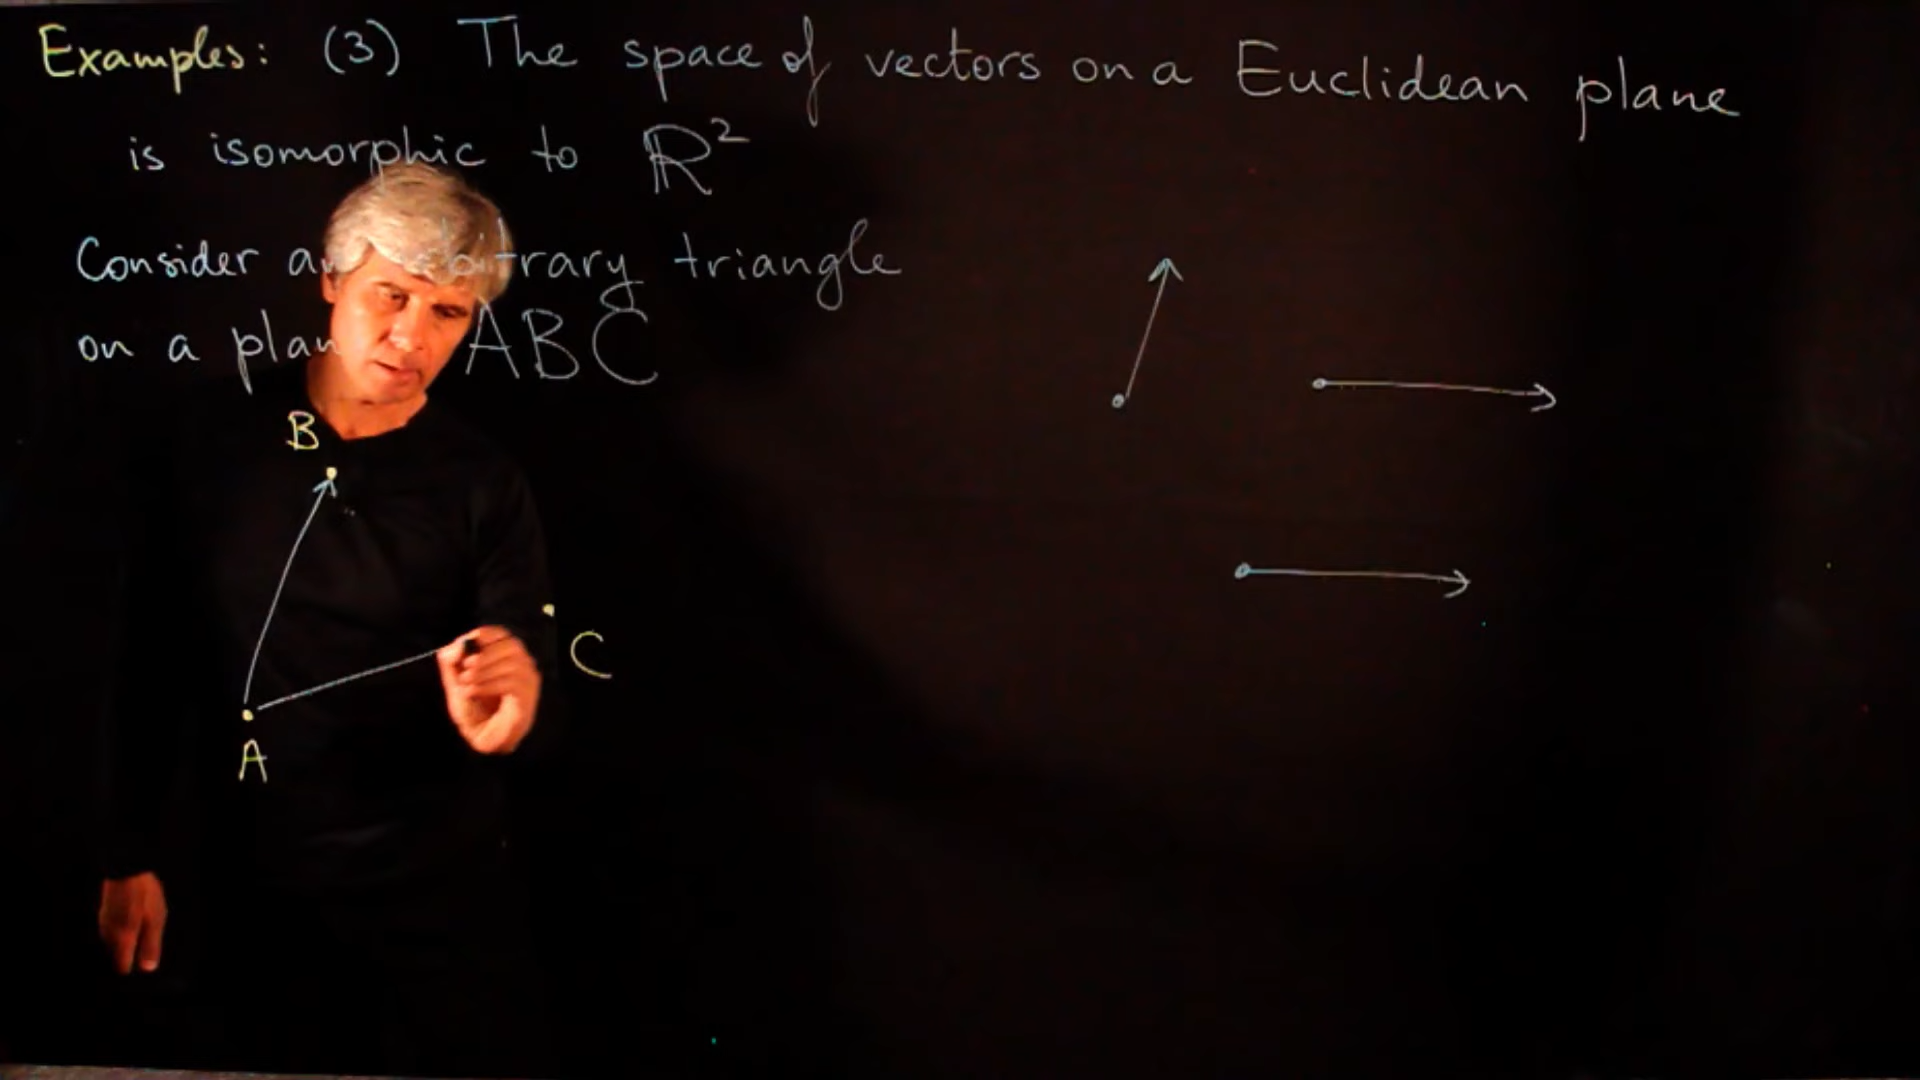 Examples: (3) The space of vectors on a Euclidean plane
is isomorphic to ℝ²
Consider an arbitrary triangle
on a plane ABC
B
C
A